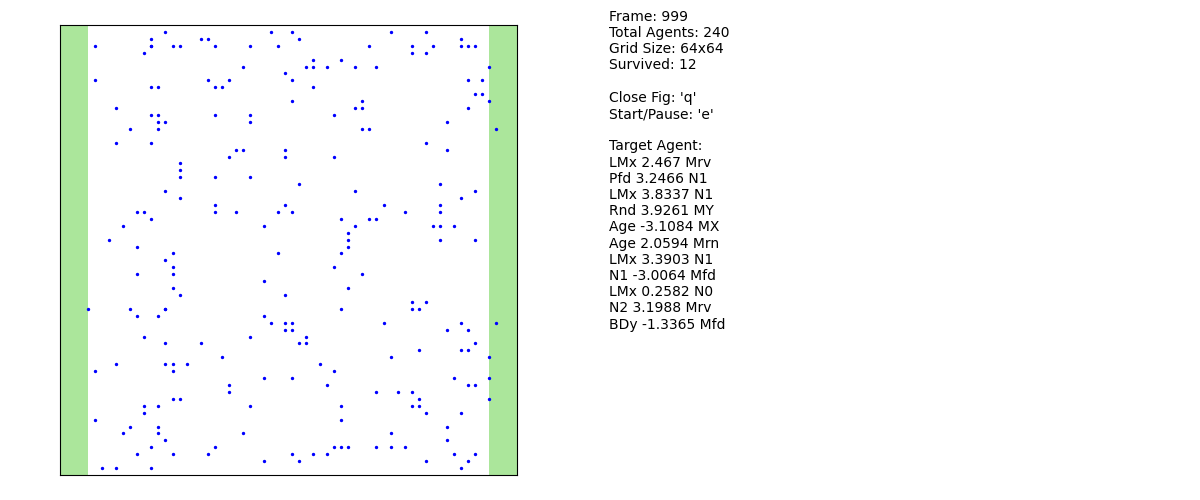 Frame: 999
Total Agents: 240
Grid Size: 64x64
Survived: 12
Close Fig: 'q'
Start/Pause: 'e'
Target Agent:
LMx 2.467 Mrv
Pfd 3.2466 N1
LMx 3.8337 N1
Rnd 3.9261 MY
Age -3.1084 MX
Age 2.0594 Mrn
LMx 3.3903 N1
N1 -3.0064 Mfd
LMx 0.2582 N0
N2 3.1988 Mrv
BDy -1.3365 Mfd